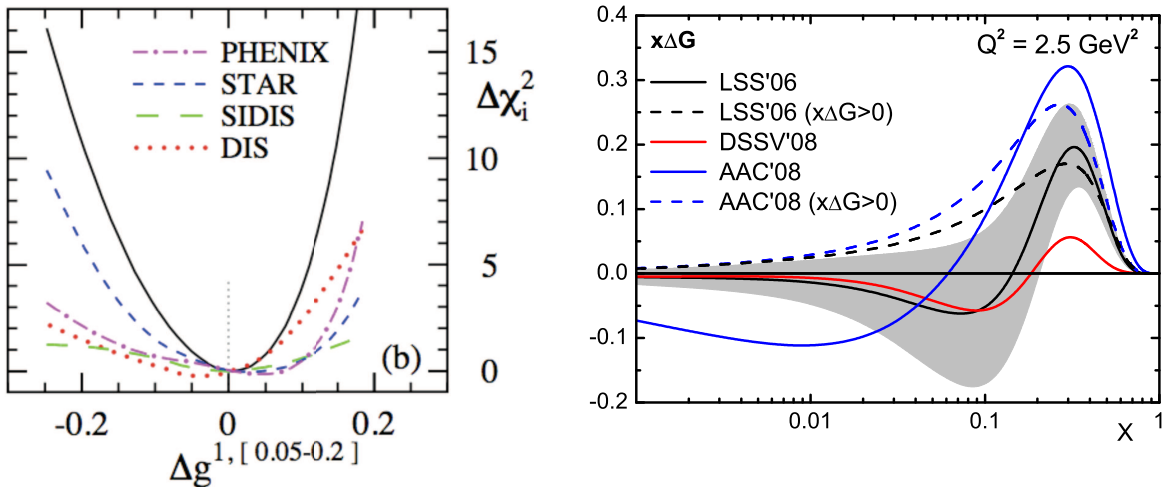 PHENIX
STAR
SIDIS
DIS
15
10
5
0
Δχᵢ²
(b)
-0.2 0 0.2
Δg^1, [ 0.05-0.2 ]
0.4
0.3
0.2
0.1
0.0
-0.1
-0.2
xΔG
Q² = 2.5 GeV²
LSS'06
LSS'06 (xΔG>0)
DSSV'08
AAC'08
AAC'08 (xΔG>0)
0.01 0.1 1
X